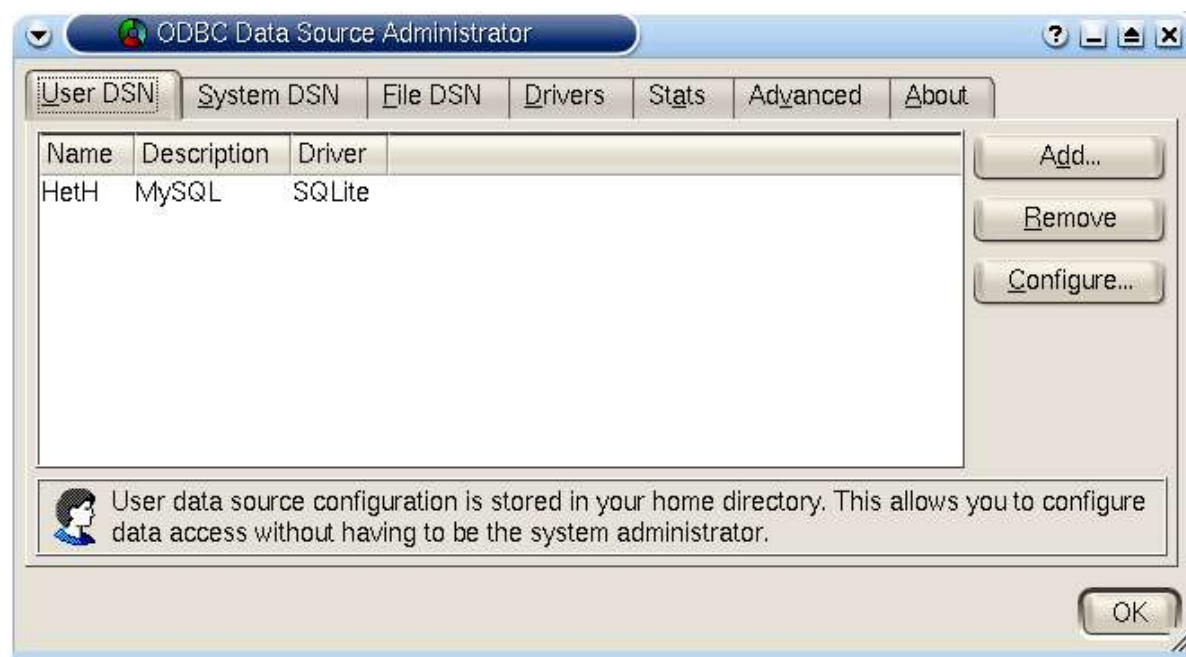 ODBC Data Source Administrator
User DSN System DSN File DSN Drivers Stats Advanced About
Name Description Driver
HetH MySQL SQLite
Add...
Remove
Configure...
User data source configuration is stored in your home directory. This allows you to configure
data access without having to be the system administrator.
OK